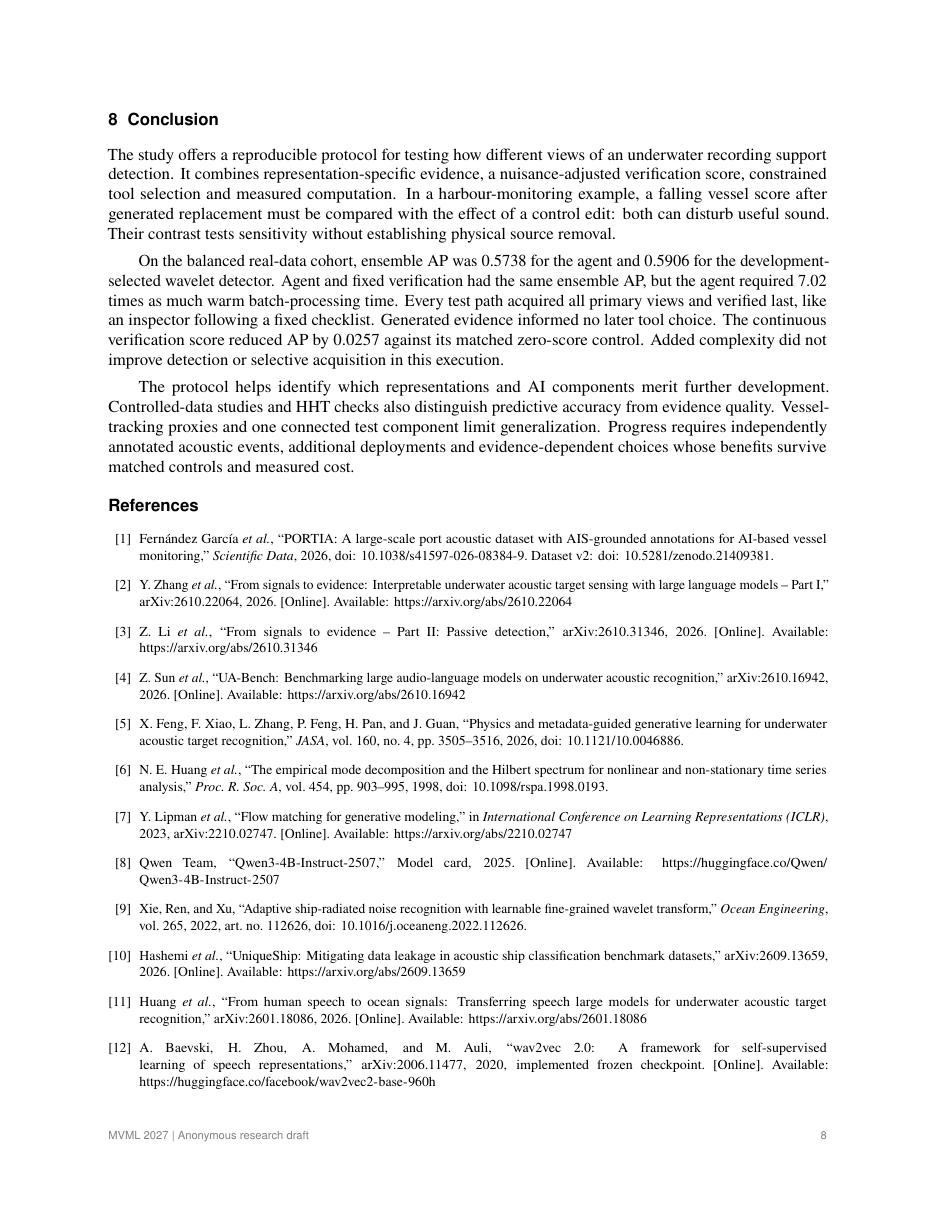 8 Conclusion
The study offers a reproducible protocol for testing how different views of an underwater recording support
detection. It combines representation-specific evidence, a nuisance-adjusted verification score, constrained
tool selection and measured computation. In a harbour-monitoring example, a falling vessel score after
generated replacement must be compared with the effect of a control edit: both can disturb useful sound.
Their contrast tests sensitivity without establishing physical source removal.
On the balanced real-data cohort, ensemble AP was 0.5738 for the agent and 0.5906 for the development-
selected wavelet detector. Agent and fixed verification had the same ensemble AP, but the agent required 7.02
times as much warm batch-processing time. Every test path acquired all primary views and verified last, like
an inspector following a fixed checklist. Generated evidence informed no later tool choice. The continuous
verification score reduced AP by 0.0257 against its matched zero-score control. Added complexity did not
improve detection or selective acquisition in this execution.
The protocol helps identify which representations and AI components merit further development.
Controlled-data studies and HHT checks also distinguish predictive accuracy from evidence quality. Vessel-
tracking proxies and one connected test component limit generalization. Progress requires independently
annotated acoustic events, additional deployments and evidence-dependent choices whose benefits survive
matched controls and measured cost.
References
[1] Fernández García et al., “PORTIA: A large-scale port acoustic dataset with AIS-grounded annotations for AI-based vessel
monitoring,” Scientific Data, 2026, doi: 10.1038/s41597-026-08384-9. Dataset v2: doi: 10.5281/zenodo.21409381.
[2] Y. Zhang et al., “From signals to evidence: Interpretable underwater acoustic target sensing with large language models – Part I,”
arXiv:2610.22064, 2026. [Online]. Available: https://arxiv.org/abs/2610.22064
[3] Z. Li et al., “From signals to evidence – Part II: Passive detection,” arXiv:2610.31346, 2026. [Online]. Available:
https://arxiv.org/abs/2610.31346
[4] Z. Sun et al., “UA-Bench: Benchmarking large audio-language models on underwater acoustic recognition,” arXiv:2610.16942,
2026. [Online]. Available: https://arxiv.org/abs/2610.16942
[5] X. Feng, F. Xiao, L. Zhang, P. Feng, H. Pan, and J. Guan, “Physics and metadata-guided generative learning for underwater
acoustic target recognition,” JASA, vol. 160, no. 4, pp. 3505–3516, 2026, doi: 10.1121/10.0046886.
[6] N. E. Huang et al., “The empirical mode decomposition and the Hilbert spectrum for nonlinear and non-stationary time series
analysis,” Proc. R. Soc. A, vol. 454, pp. 903–995, 1998, doi: 10.1098/rspa.1998.0193.
[7] Y. Lipman et al., “Flow matching for generative modeling,” in International Conference on Learning Representations (ICLR),
2023, arXiv:2210.02747. [Online]. Available: https://arxiv.org/abs/2210.02747
[8] Qwen Team, “Qwen3-4B-Instruct-2507,” Model card, 2025. [Online]. Available: https://huggingface.co/Qwen/
Qwen3-4B-Instruct-2507
[9] Xie, Ren, and Xu, “Adaptive ship-radiated noise recognition with learnable fine-grained wavelet transform,” Ocean Engineering,
vol. 265, 2022, art. no. 112626, doi: 10.1016/j.oceaneng.2022.112626.
[10] Hashemi et al., “UniqueShip: Mitigating data leakage in acoustic ship classification benchmark datasets,” arXiv:2609.13659,
2026. [Online]. Available: https://arxiv.org/abs/2609.13659
[11] Huang et al., “From human speech to ocean signals: Transferring speech large models for underwater acoustic target
recognition,” arXiv:2601.18086, 2026. [Online]. Available: https://arxiv.org/abs/2601.18086
[12] A. Baevski, H. Zhou, A. Mohamed, and M. Auli, “wav2vec 2.0: A framework for self-supervised
learning of speech representations,” arXiv:2006.11477, 2020, implemented frozen checkpoint. [Online]. Available:
https://huggingface.co/facebook/wav2vec2-base-960h
MVML 2027 | Anonymous research draft 8